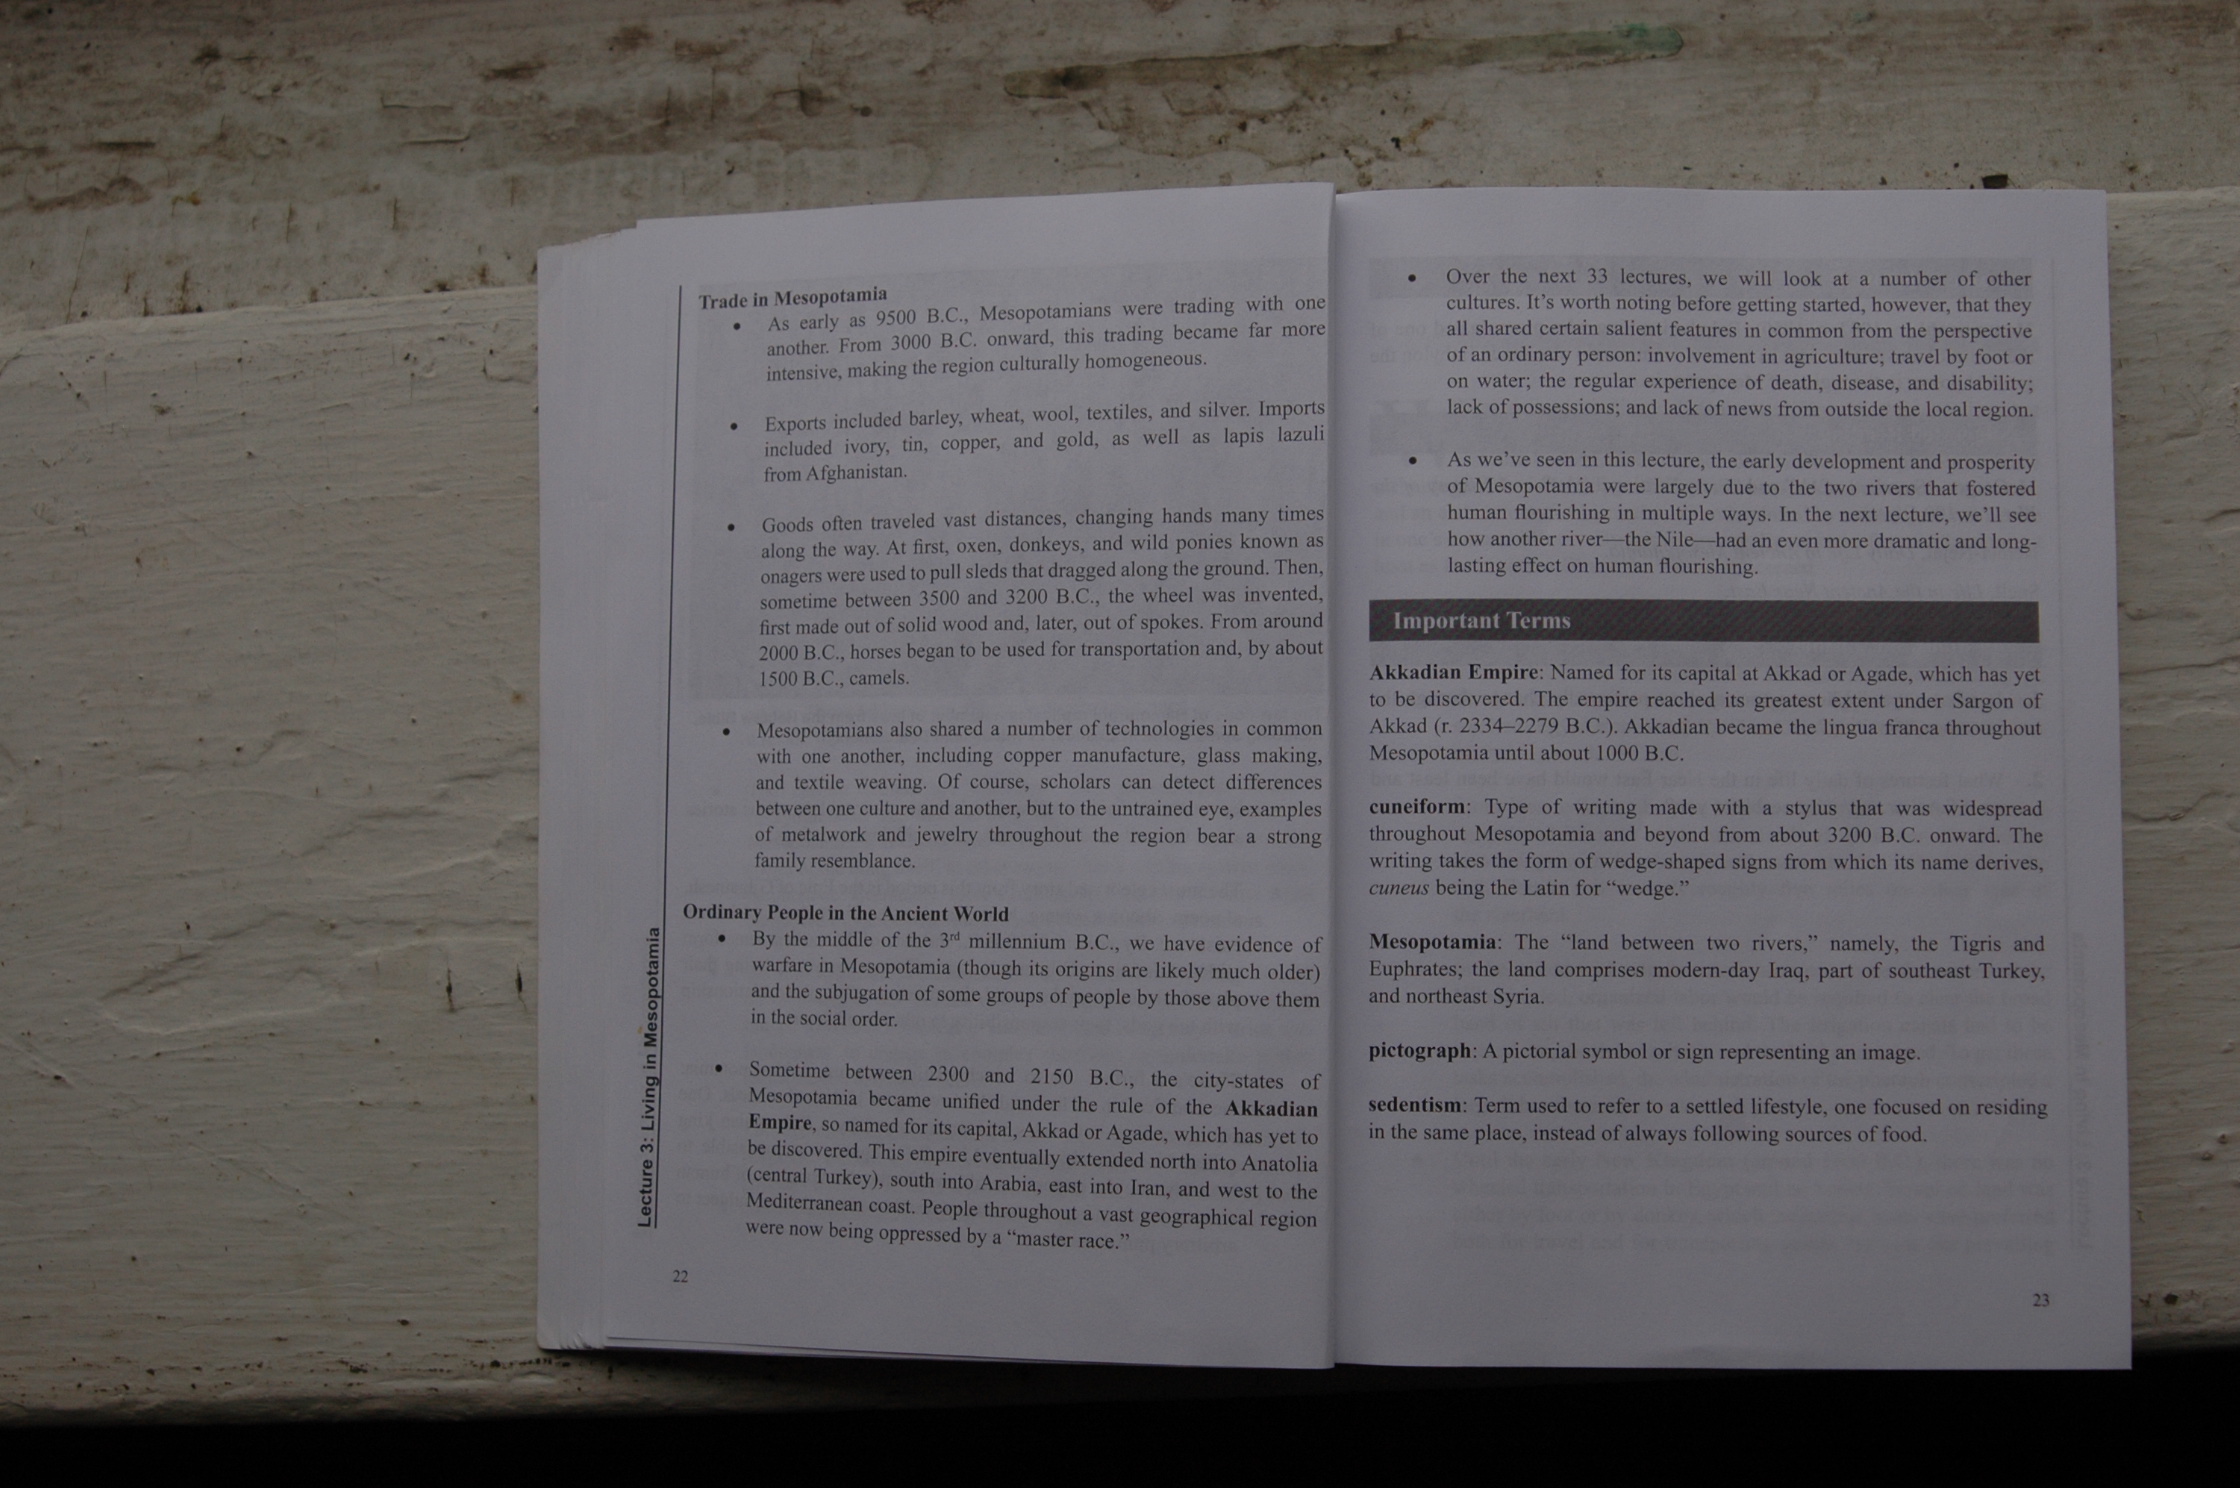 Trade in Mesopotamia
• As early as 9500 B.C., Mesopotamians were trading with one
another. From 3000 B.C. onward, this trading became far more
intensive, making the region culturally homogeneous.
• Exports included barley, wheat, wool, textiles, and silver. Imports
included ivory, tin, copper, and gold, as well as lapis lazuli
from Afghanistan.
• Goods often traveled vast distances, changing hands many times
along the way. At first, oxen, donkeys, and wild ponies known as
onagers were used to pull sleds that dragged along the ground. Then,
sometime between 3500 and 3200 B.C., the wheel was invented,
first made out of solid wood and, later, out of spokes. From around
2000 B.C., horses began to be used for transportation and, by about
1500 B.C., camels.
• Mesopotamians also shared a number of technologies in common
with one another, including copper manufacture, glass making,
and textile weaving. Of course, scholars can detect differences
between one culture and another, but to the untrained eye, examples
of metalwork and jewelry throughout the region bear a strong
family resemblance.
Ordinary People in the Ancient World
• By the middle of the 3rd millennium B.C., we have evidence of
warfare in Mesopotamia (though its origins are likely much older)
and the subjugation of some groups of people by those above them
in the social order.
• Sometime between 2300 and 2150 B.C., the city-states of
Mesopotamia became unified under the rule of the Akkadian
Empire, so named for its capital, Akkad or Agade, which has yet to
be discovered. This empire eventually extended north into Anatolia
(central Turkey), south into Arabia, east into Iran, and west to the
Mediterranean coast. People throughout a vast geographical region
were now being oppressed by a “master race.”
Lecture 3: Living in Mesopotamia
22
• Over the next 33 lectures, we will look at a number of other
cultures. It’s worth noting before getting started, however, that they
all shared certain salient features in common from the perspective
of an ordinary person: involvement in agriculture; travel by foot or
on water; the regular experience of death, disease, and disability;
lack of possessions; and lack of news from outside the local region.
• As we’ve seen in this lecture, the early development and prosperity
of Mesopotamia were largely due to the two rivers that fostered
human flourishing in multiple ways. In the next lecture, we’ll see
how another river—the Nile—had an even more dramatic and long-
lasting effect on human flourishing.
Important Terms
Akkadian Empire: Named for its capital at Akkad or Agade, which has yet
to be discovered. The empire reached its greatest extent under Sargon of
Akkad (r. 2334–2279 B.C.). Akkadian became the lingua franca throughout
Mesopotamia until about 1000 B.C.
cuneiform: Type of writing made with a stylus that was widespread
throughout Mesopotamia and beyond from about 3200 B.C. onward. The
writing takes the form of wedge-shaped signs from which its name derives,
cuneus being the Latin for “wedge.”
Mesopotamia: The “land between two rivers,” namely, the Tigris and
Euphrates; the land comprises modern-day Iraq, part of southeast Turkey,
and northeast Syria.
pictograph: A pictorial symbol or sign representing an image.
sedentism: Term used to refer to a settled lifestyle, one focused on residing
in the same place, instead of always following sources of food.
23